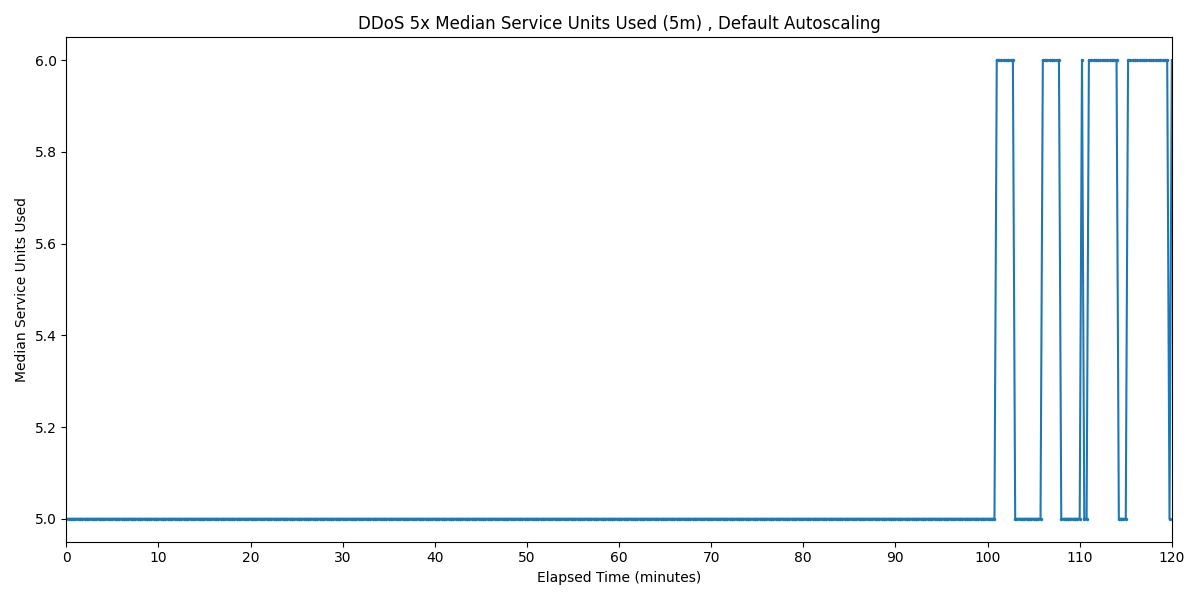 DDoS 5x Median Service Units Used (5m) , Default Autoscaling
Median Service Units Used
6.0
5.8
5.6
5.4
5.2
5.0
0 10 20 30 40 50 60 70 80 90 100 110 120
Elapsed Time (minutes)